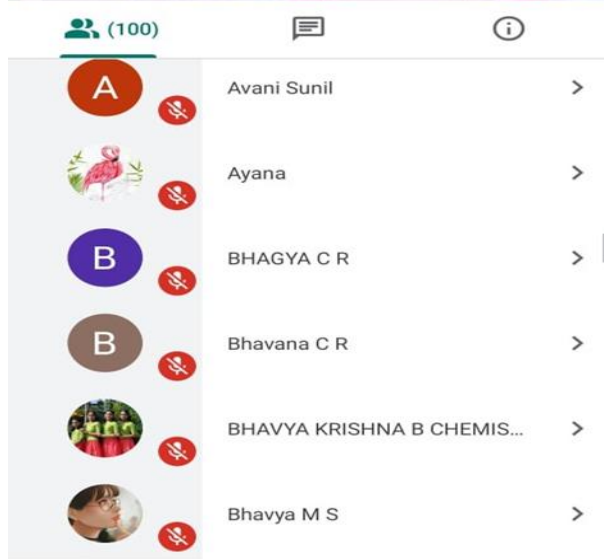 (100)
A
Avani Sunil
Ayana
B
BHAGYA C R
B
Bhavana C R
BHAVYA KRISHNA B CHEMIS...
Bhavya M S